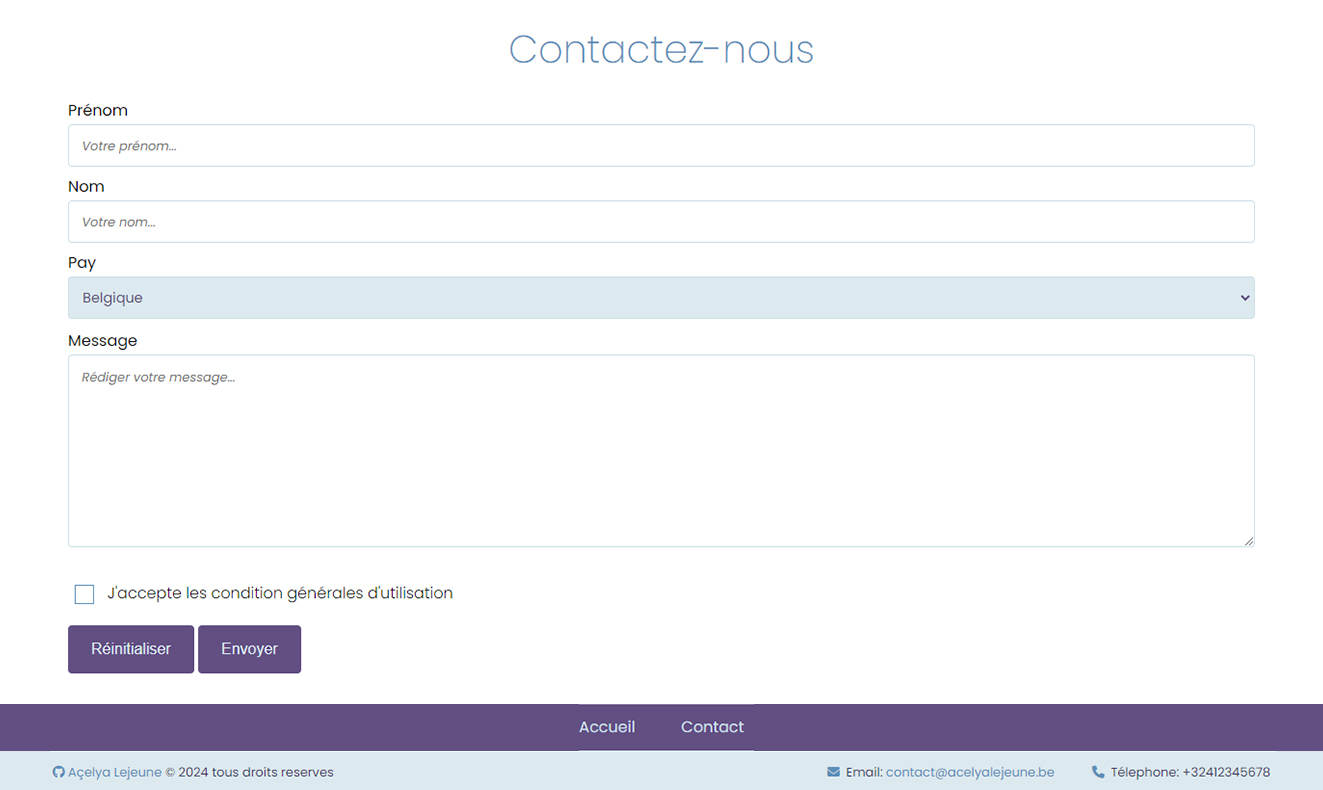 Contactez-nous
Prénom
Votre prénom...
Nom
Votre nom...
Pay
Belgique
Message
Rédiger votre message...
J'accepte les condition générales d'utilisation
Réinitialiser Envoyer
Accueil Contact
Açelya Lejeune © 2024 tous droits reserves Email: contact@acelyalejeune.be Télephone: +32412345678